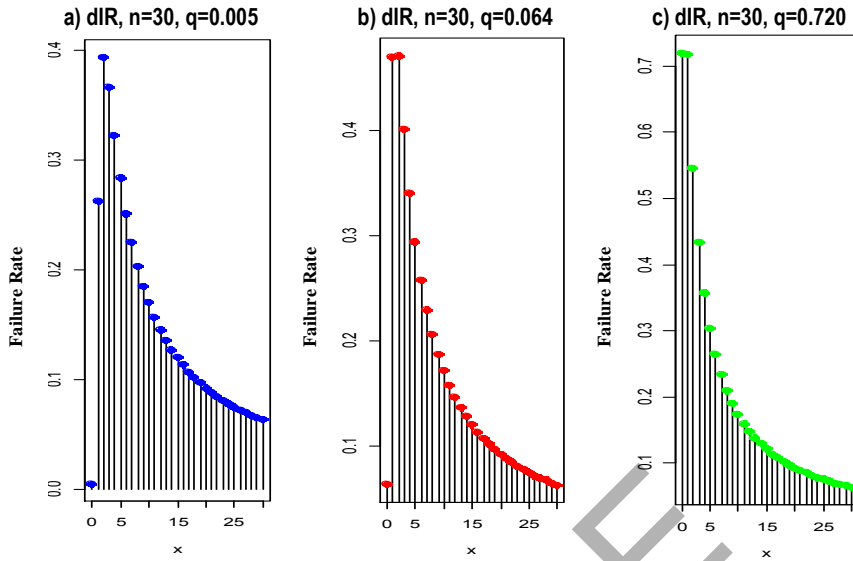 a) dIR, n=30, q=0.005
b) dIR, n=30, q=0.064
c) dIR, n=30, q=0.720
Failure Rate
0.4
0.3
0.2
0.1
0.0
0 5 15 25
x
Failure Rate
0.4
0.3
0.2
0.1
0 5 15 25
x
Failure Rate
0.7
0.6
0.5
0.4
0.3
0.2
0.1
0 5 15 25
x